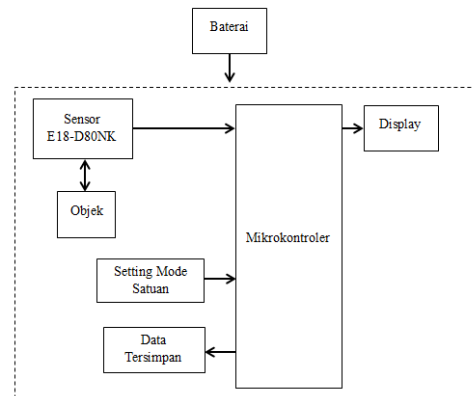 Baterai
Sensor
E18-D80NK
Display
Objek
Mikrokontroler
Setting Mode
Satuan
Data
Tersimpan